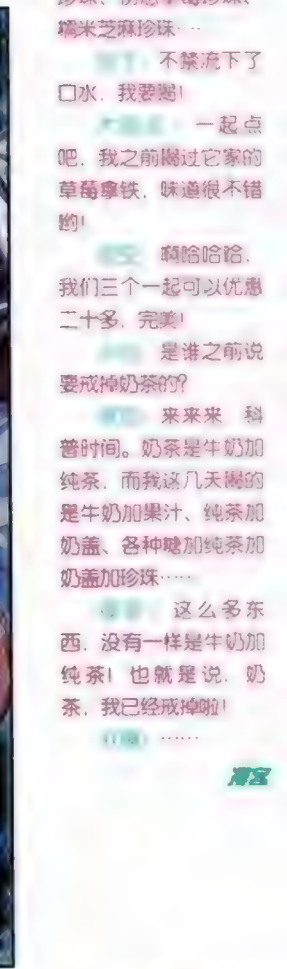 糯米芝麻珍珠……
不禁流下了
口水，我要喝！
一起点
吧，我之前喝过它家的
草莓拿铁，味道很不错
哟！
啊哈哈哈，
我们三个一起可以优惠
二十多，完美！
是谁之前说
要戒掉奶茶的？
来来来，科
普时间。奶茶是牛奶加
纯茶，而我这几天喝的
是牛奶加果汁、纯茶加
奶盖、各种糖加纯茶加
奶盖加珍珠……
这么多东
西，没有一样是牛奶加
纯茶！也就是说，奶
茶，我已经戒掉啦！
……